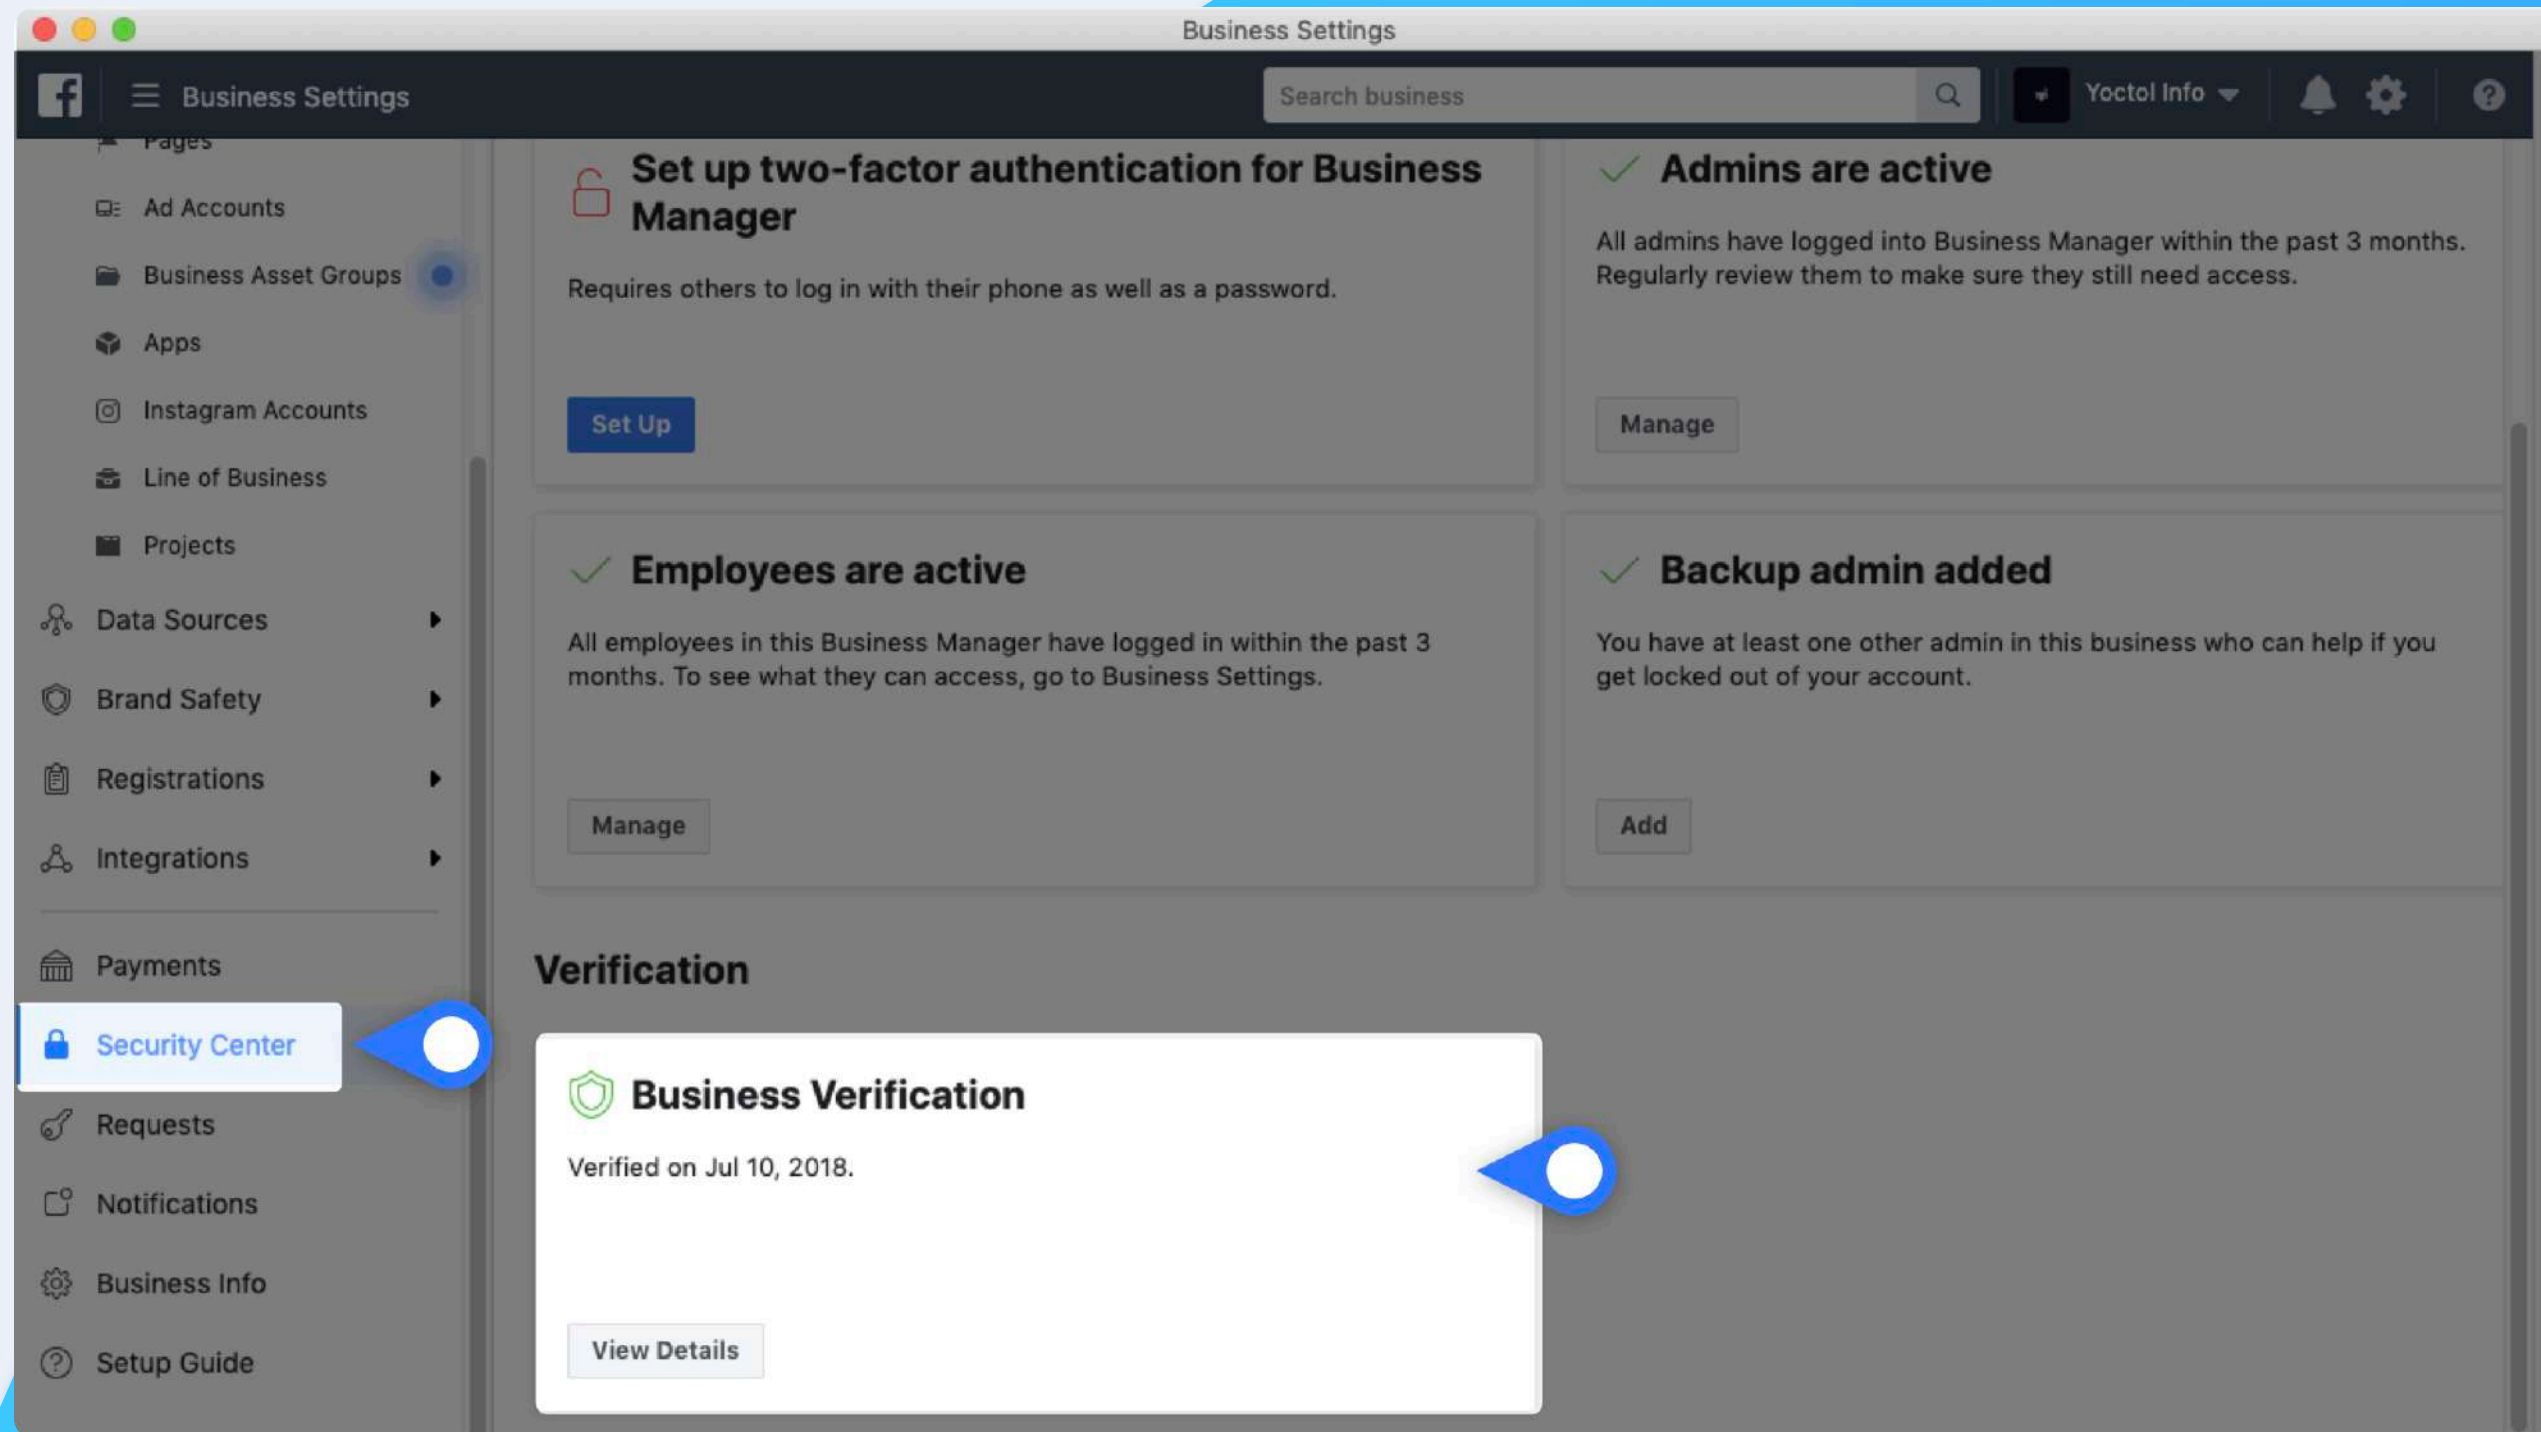 Business Settings
Business Settings
Search business
Yoctol Info
Pages
Ad Accounts
Business Asset Groups
Apps
Instagram Accounts
Line of Business
Projects
Data Sources
Brand Safety
Registrations
Integrations
Payments
Security Center
Requests
Notifications
Business Info
Setup Guide
Set up two-factor authentication for Business
Manager
Requires others to log in with their phone as well as a password.
Set Up
Admins are active
All admins have logged into Business Manager within the past 3 months.
Regularly review them to make sure they still need access.
Manage
Employees are active
All employees in this Business Manager have logged in within the past 3
months. To see what they can access, go to Business Settings.
Manage
Backup admin added
You have at least one other admin in this business who can help if you
get locked out of your account.
Add
Verification
Business Verification
Verified on Jul 10, 2018.
View Details